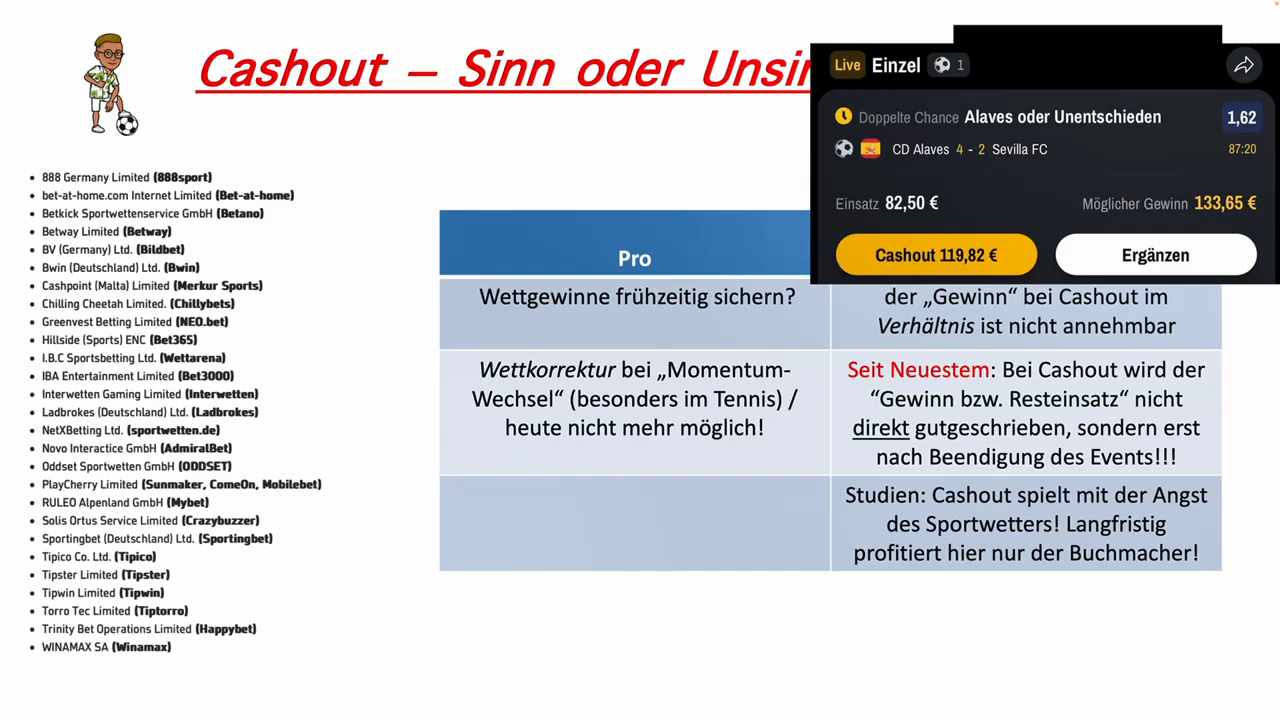 Cashout – Sinn oder Unsin
888 Germany Limited (888sport)
bet-at-home.com Internet Limited (Bet-at-home)
Betkick Sportwettenservice GmbH (Betano)
Betway Limited (Betway)
BV (Germany) Ltd. (Bildbet)
Bwin (Deutschland) Ltd. (Bwin)
Cashpoint (Malta) Limited (Merkur Sports)
Chilling Cheetah Limited. (Chillybets)
Greenvest Betting Limited (NEO.bet)
Hillside (Sports) ENC (Bet365)
I.B.C Sportsbetting Ltd. (Wettarena)
IBA Entertainment Limited (Bet3000)
Interwetten Gaming Limited (Interwetten)
Ladbrokes (Deutschland) Ltd. (Ladbrokes)
NetXBetting Ltd. (sportwetten.de)
Novo Interactice GmbH (AdmiralBet)
Oddset Sportwetten GmbH (ODDSET)
PlayCherry Limited (Sunmaker, ComeOn, Mobilebet)
RULEO Alpenland GmbH (Mybet)
Solis Ortus Service Limited (Crazybuzzer)
Sportingbet (Deutschland) Ltd. (Sportingbet)
Tipico Co. Ltd. (Tipico)
Tipster Limited (Tipster)
Tipwin Limited (Tipwin)
Torro Tec Limited (Tiptorro)
Trinity Bet Operations Limited (Happybet)
WINAMAX SA (Winamax)
Live Einzel 1
Doppelte Chance Alaves oder Unentschieden 1,62
CD Alaves 4 - 2 Sevilla FC 87:20
Einsatz 82,50 € Möglicher Gewinn 133,65 €
Cashout 119,82 € Ergänzen
Pro
Wettgewinne frühzeitig sichern?
der „Gewinn“ bei Cashout im
Verhältnis ist nicht annehmbar
Wettkorrektur bei „Momentum-
Wechsel“ (besonders im Tennis) /
heute nicht mehr möglich!
Seit Neuestem: Bei Cashout wird der
“Gewinn bzw. Resteinsatz“ nicht
direkt gutgeschrieben, sondern erst
nach Beendigung des Events!!!
Studien: Cashout spielt mit der Angst
des Sportwetters! Langfristig
profitiert hier nur der Buchmacher!